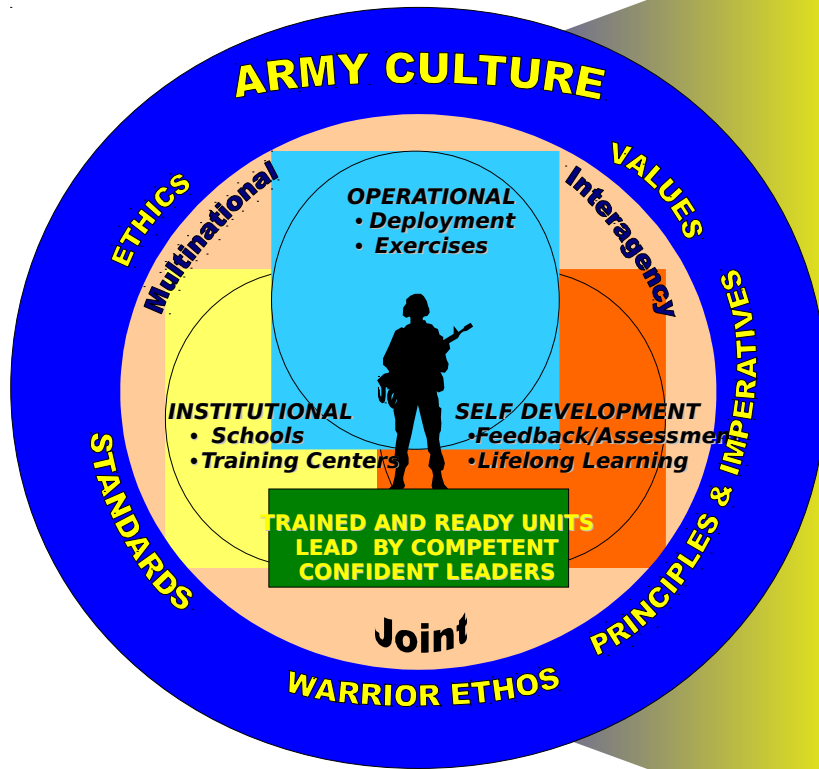 ARMY CULTURE
ETHICS
VALUES
Multinational
Interagency
OPERATIONAL
• Deployment
• Exercises
INSTITUTIONAL
• Schools
•Training Centers
SELF DEVELOPMENT
•Feedback/Assessmen
•Lifelong Learning
STANDARDS
PRINCIPLES & IMPERATIVES
TRAINED AND READY UNITS
LEAD BY COMPETENT
CONFIDENT LEADERS
Joint
WARRIOR ETHOS